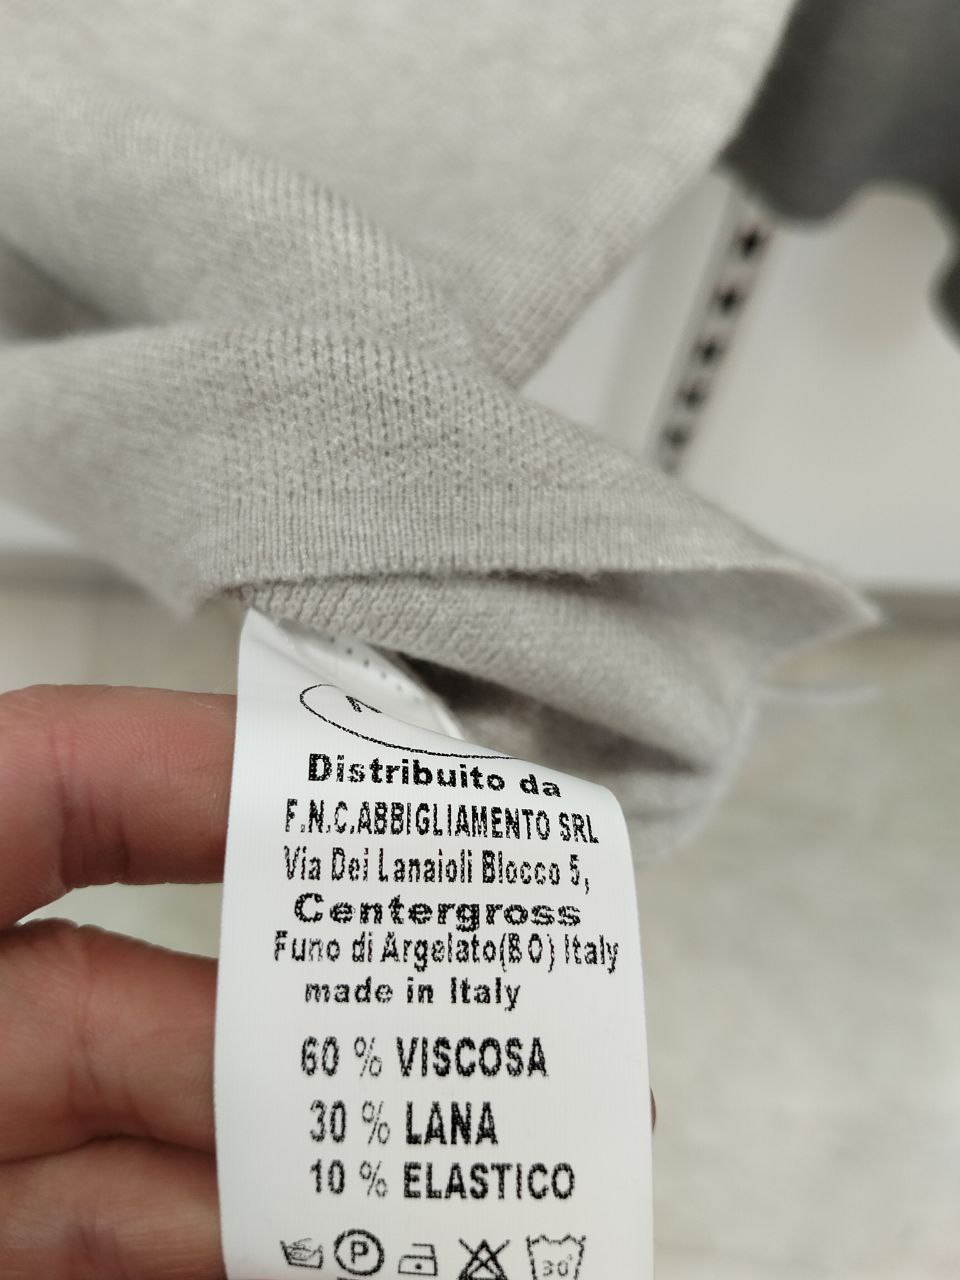 Distribuito da
F.N.C.ABBIGLIAMENTO SRL
Via Dei Lanaioli Blocco 5,
Centergross
Funo di Argelato(BO) Italy
made in Italy
60 % VISCOSA
30 % LANA
10 % ELASTICO
P
30°